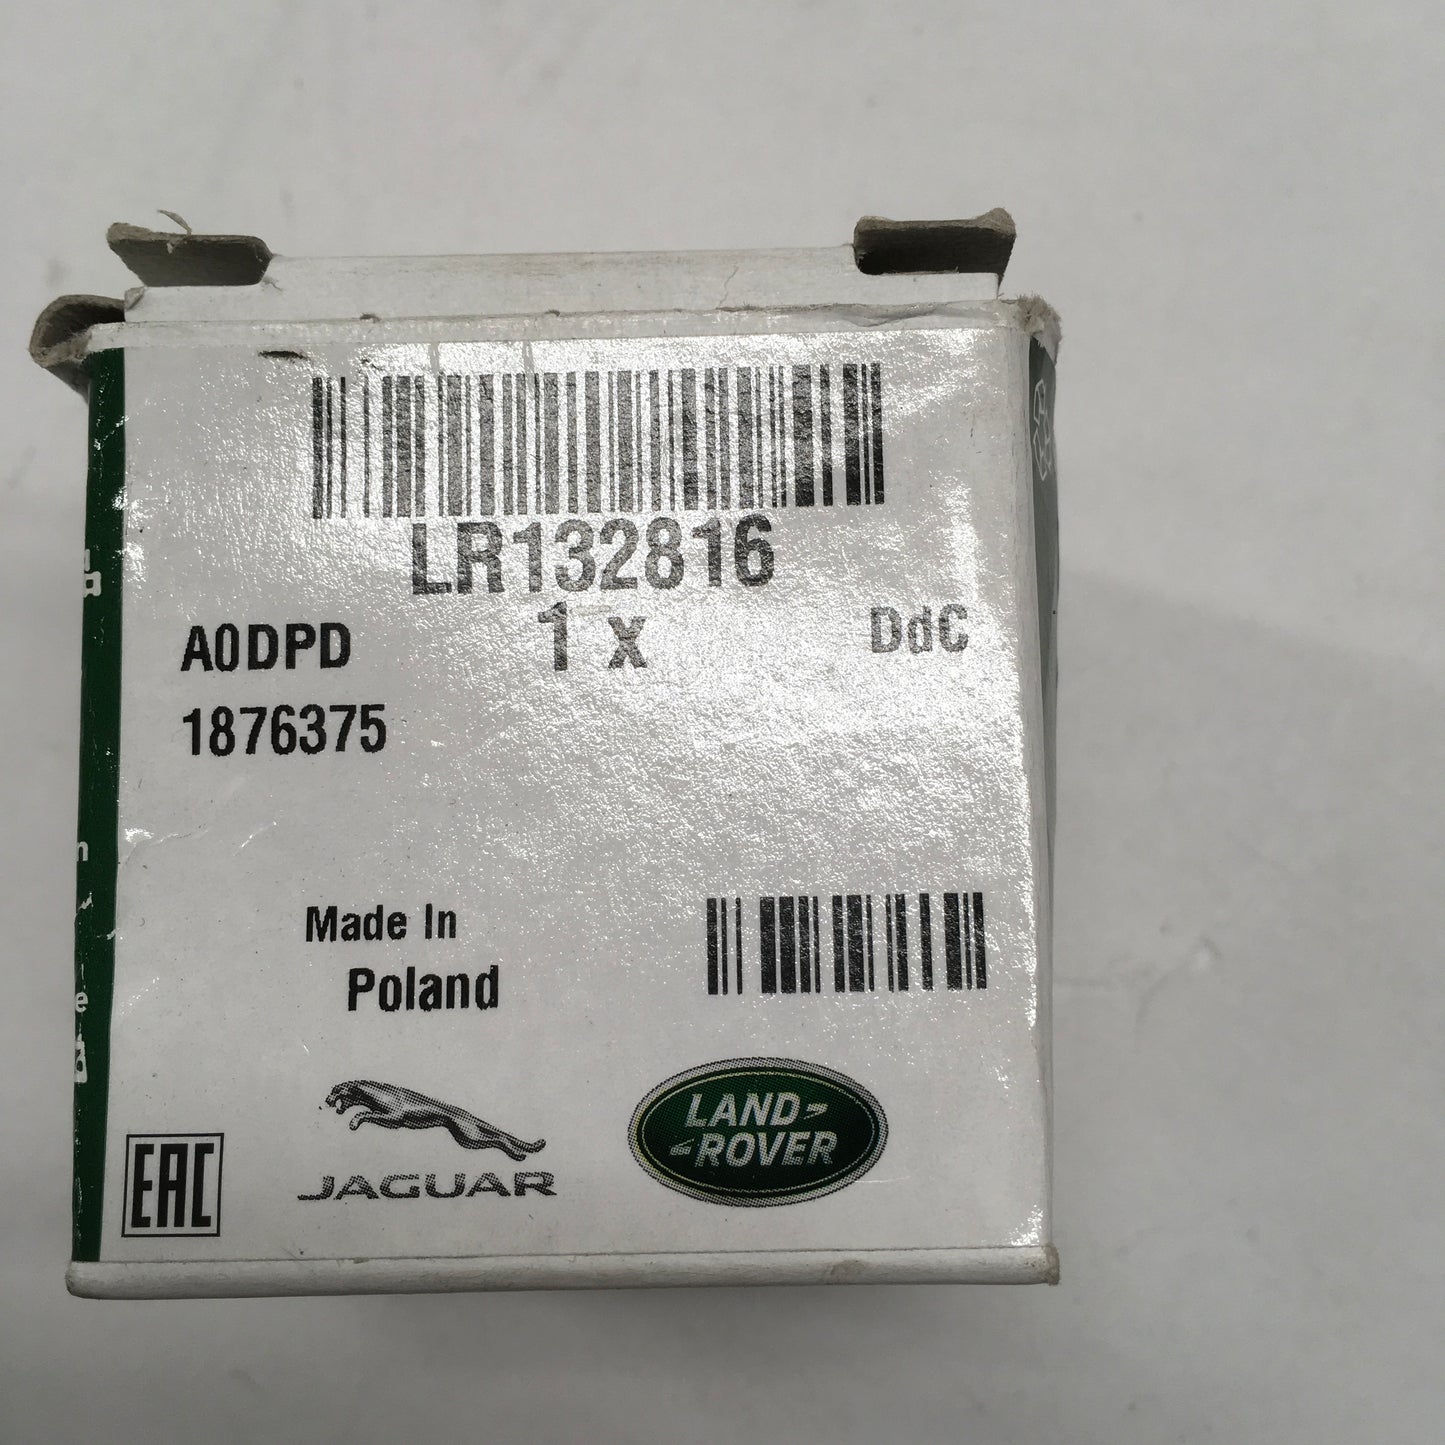 LR132816
A0DPD 1 x DdC
1876375
Made In
Poland
EAC
JAGUAR
LAND
ROVER